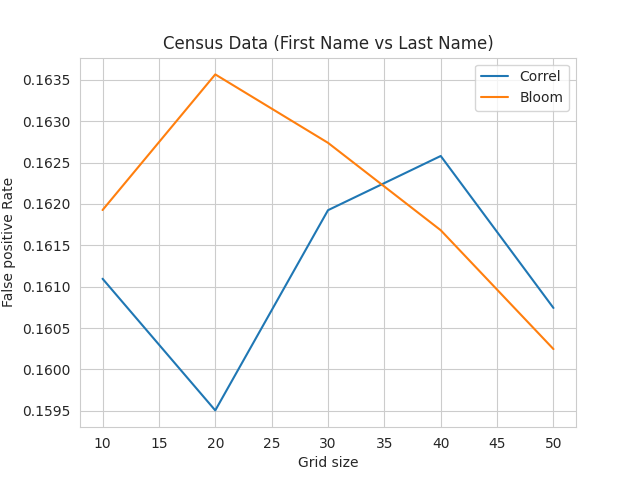 Census Data (First Name vs Last Name)
Correl
Bloom
False positive Rate
0.1635
0.1630
0.1625
0.1620
0.1615
0.1610
0.1605
0.1600
0.1595
10 15 20 25 30 35 40 45 50
Grid size